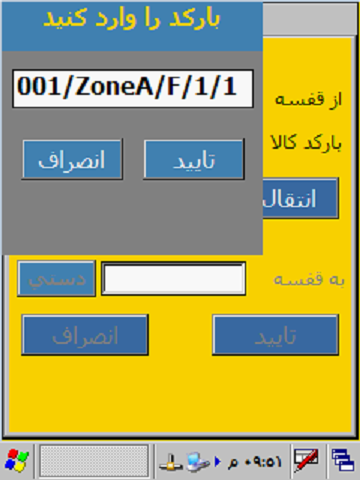 بارکد را وارد کنید
001/ZoneA/F/1/1
تایید
انصراف
از قفسه
بارکد کالا
انتقال
به قفسه
دستي
تایید
انصراف
۰۹:۵۱ م